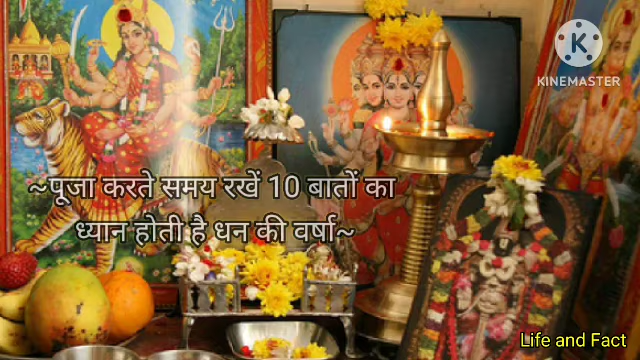 KINEMASTER
~पूजा करते समय रखें 10 बातों का
ध्यान होती है धन की वर्षा~
Life and Fact